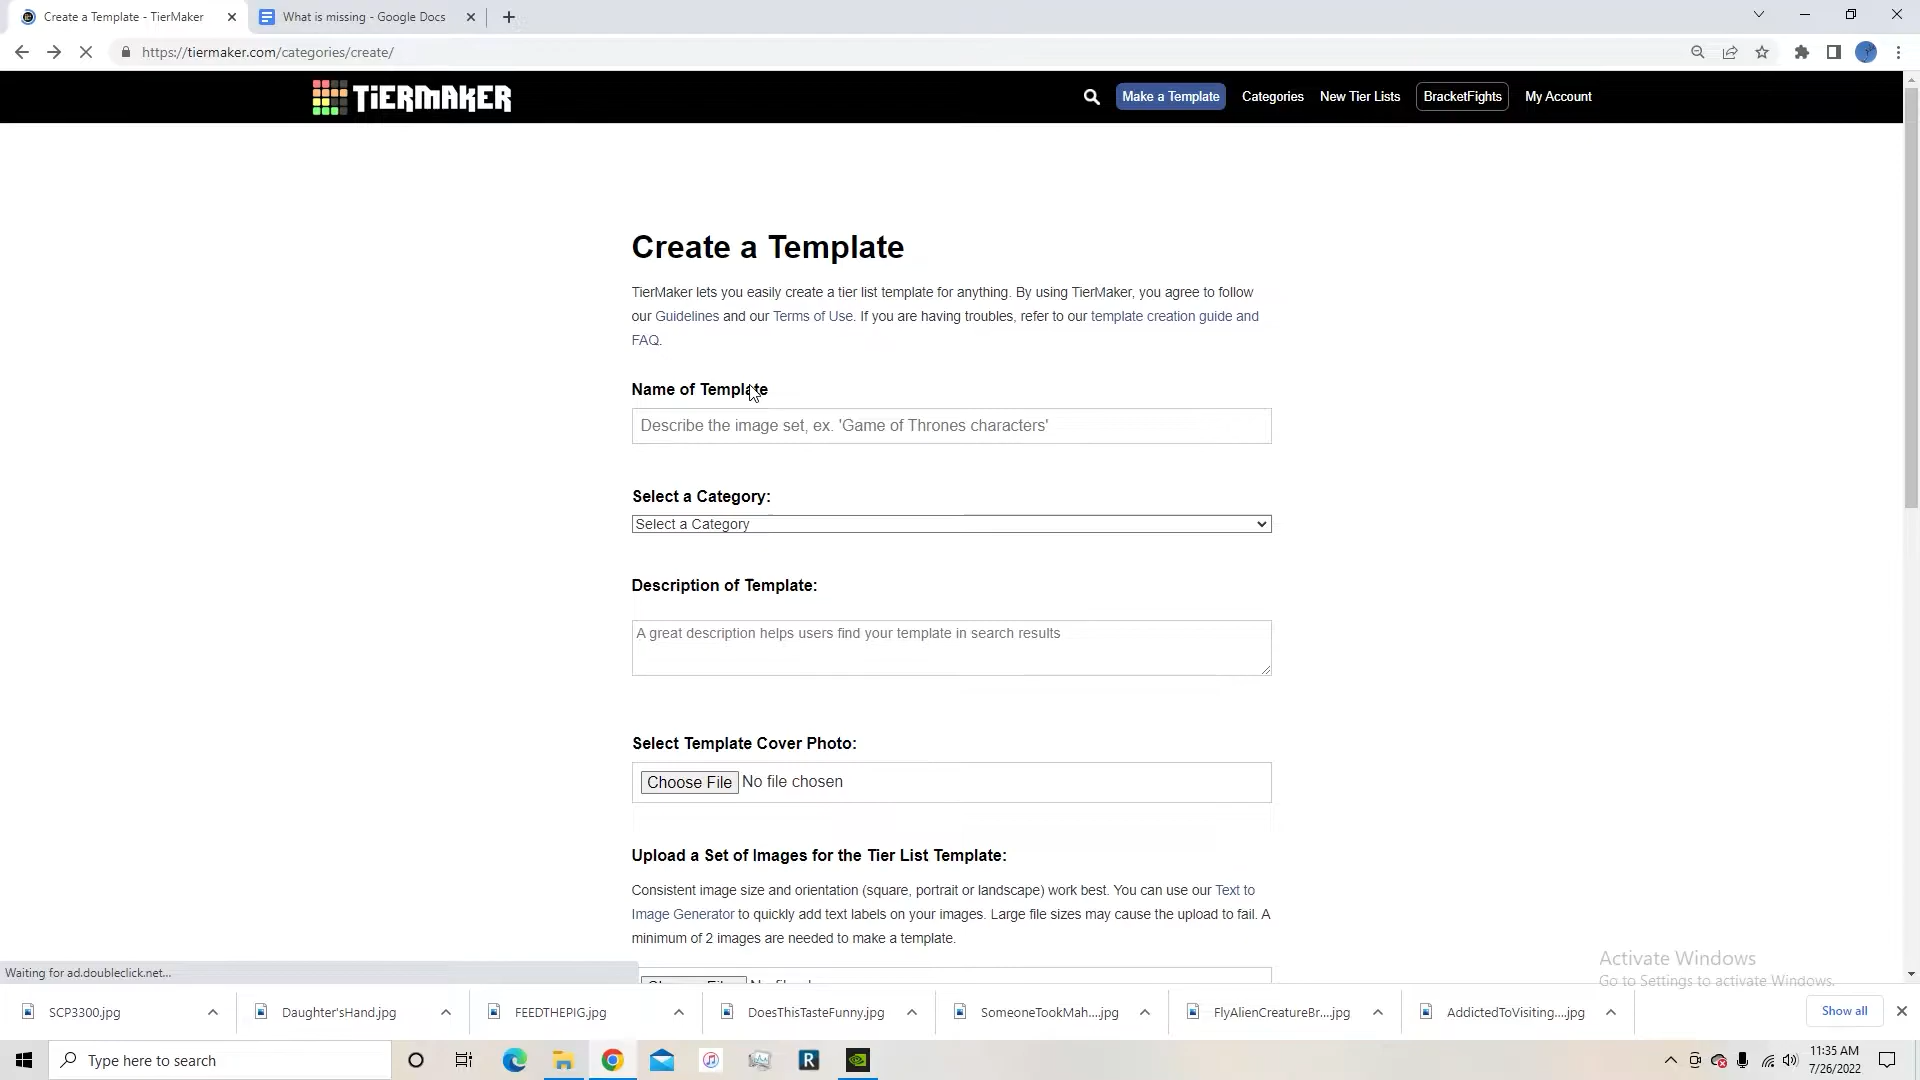 Create a Template - TierMaker
What is missing - Google Docs
https://tiermaker.com/categories/create/
TiERMAKER
Make a Template
Categories
New Tier Lists
BracketFights
My Account
Create a Template
TierMaker lets you easily create a tier list template for anything. By using TierMaker, you agree to follow
our Guidelines and our Terms of Use. If you are having troubles, refer to our template creation guide and
FAQ.
Name of Template
Describe the image set, ex. 'Game of Thrones characters'
Select a Category:
Select a Category
Description of Template:
A great description helps users find your template in search results
Select Template Cover Photo:
Choose File No file chosen
Upload a Set of Images for the Tier List Template:
Consistent image size and orientation (square, portrait or landscape) work best. You can use our Text to
Image Generator to quickly add text labels on your images. Large file sizes may cause the upload to fail. A
minimum of 2 images are needed to make a template.
Activate Windows
Go to Settings to activate Windows.
Waiting for ad.doubleclick.net...
SCP3300.jpg
Daughter'sHand.jpg
FEEDTHEPIG.jpg
DoesThisTasteFunny.jpg
SomeoneTookMah....jpg
FlyAlienCreatureBr....jpg
AddictedToVisiting....jpg
Show all
Type here to search
11:35 AM
7/26/2022